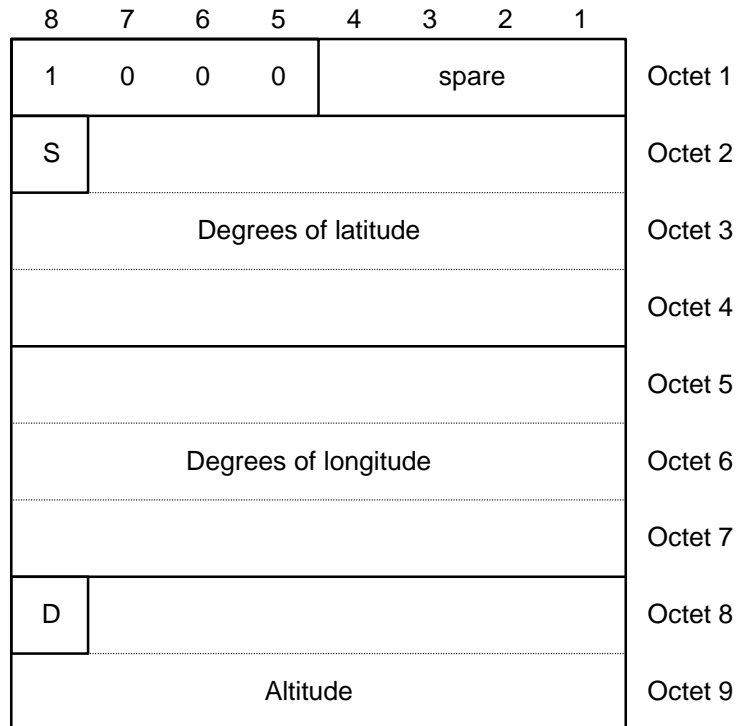 8 7 6 5 4 3 2 1
1 0 0 0 spare Octet 1
S Octet 2
Degrees of latitude Octet 3
Octet 4
Octet 5
Degrees of longitude Octet 6
Octet 7
D Octet 8
Altitude Octet 9